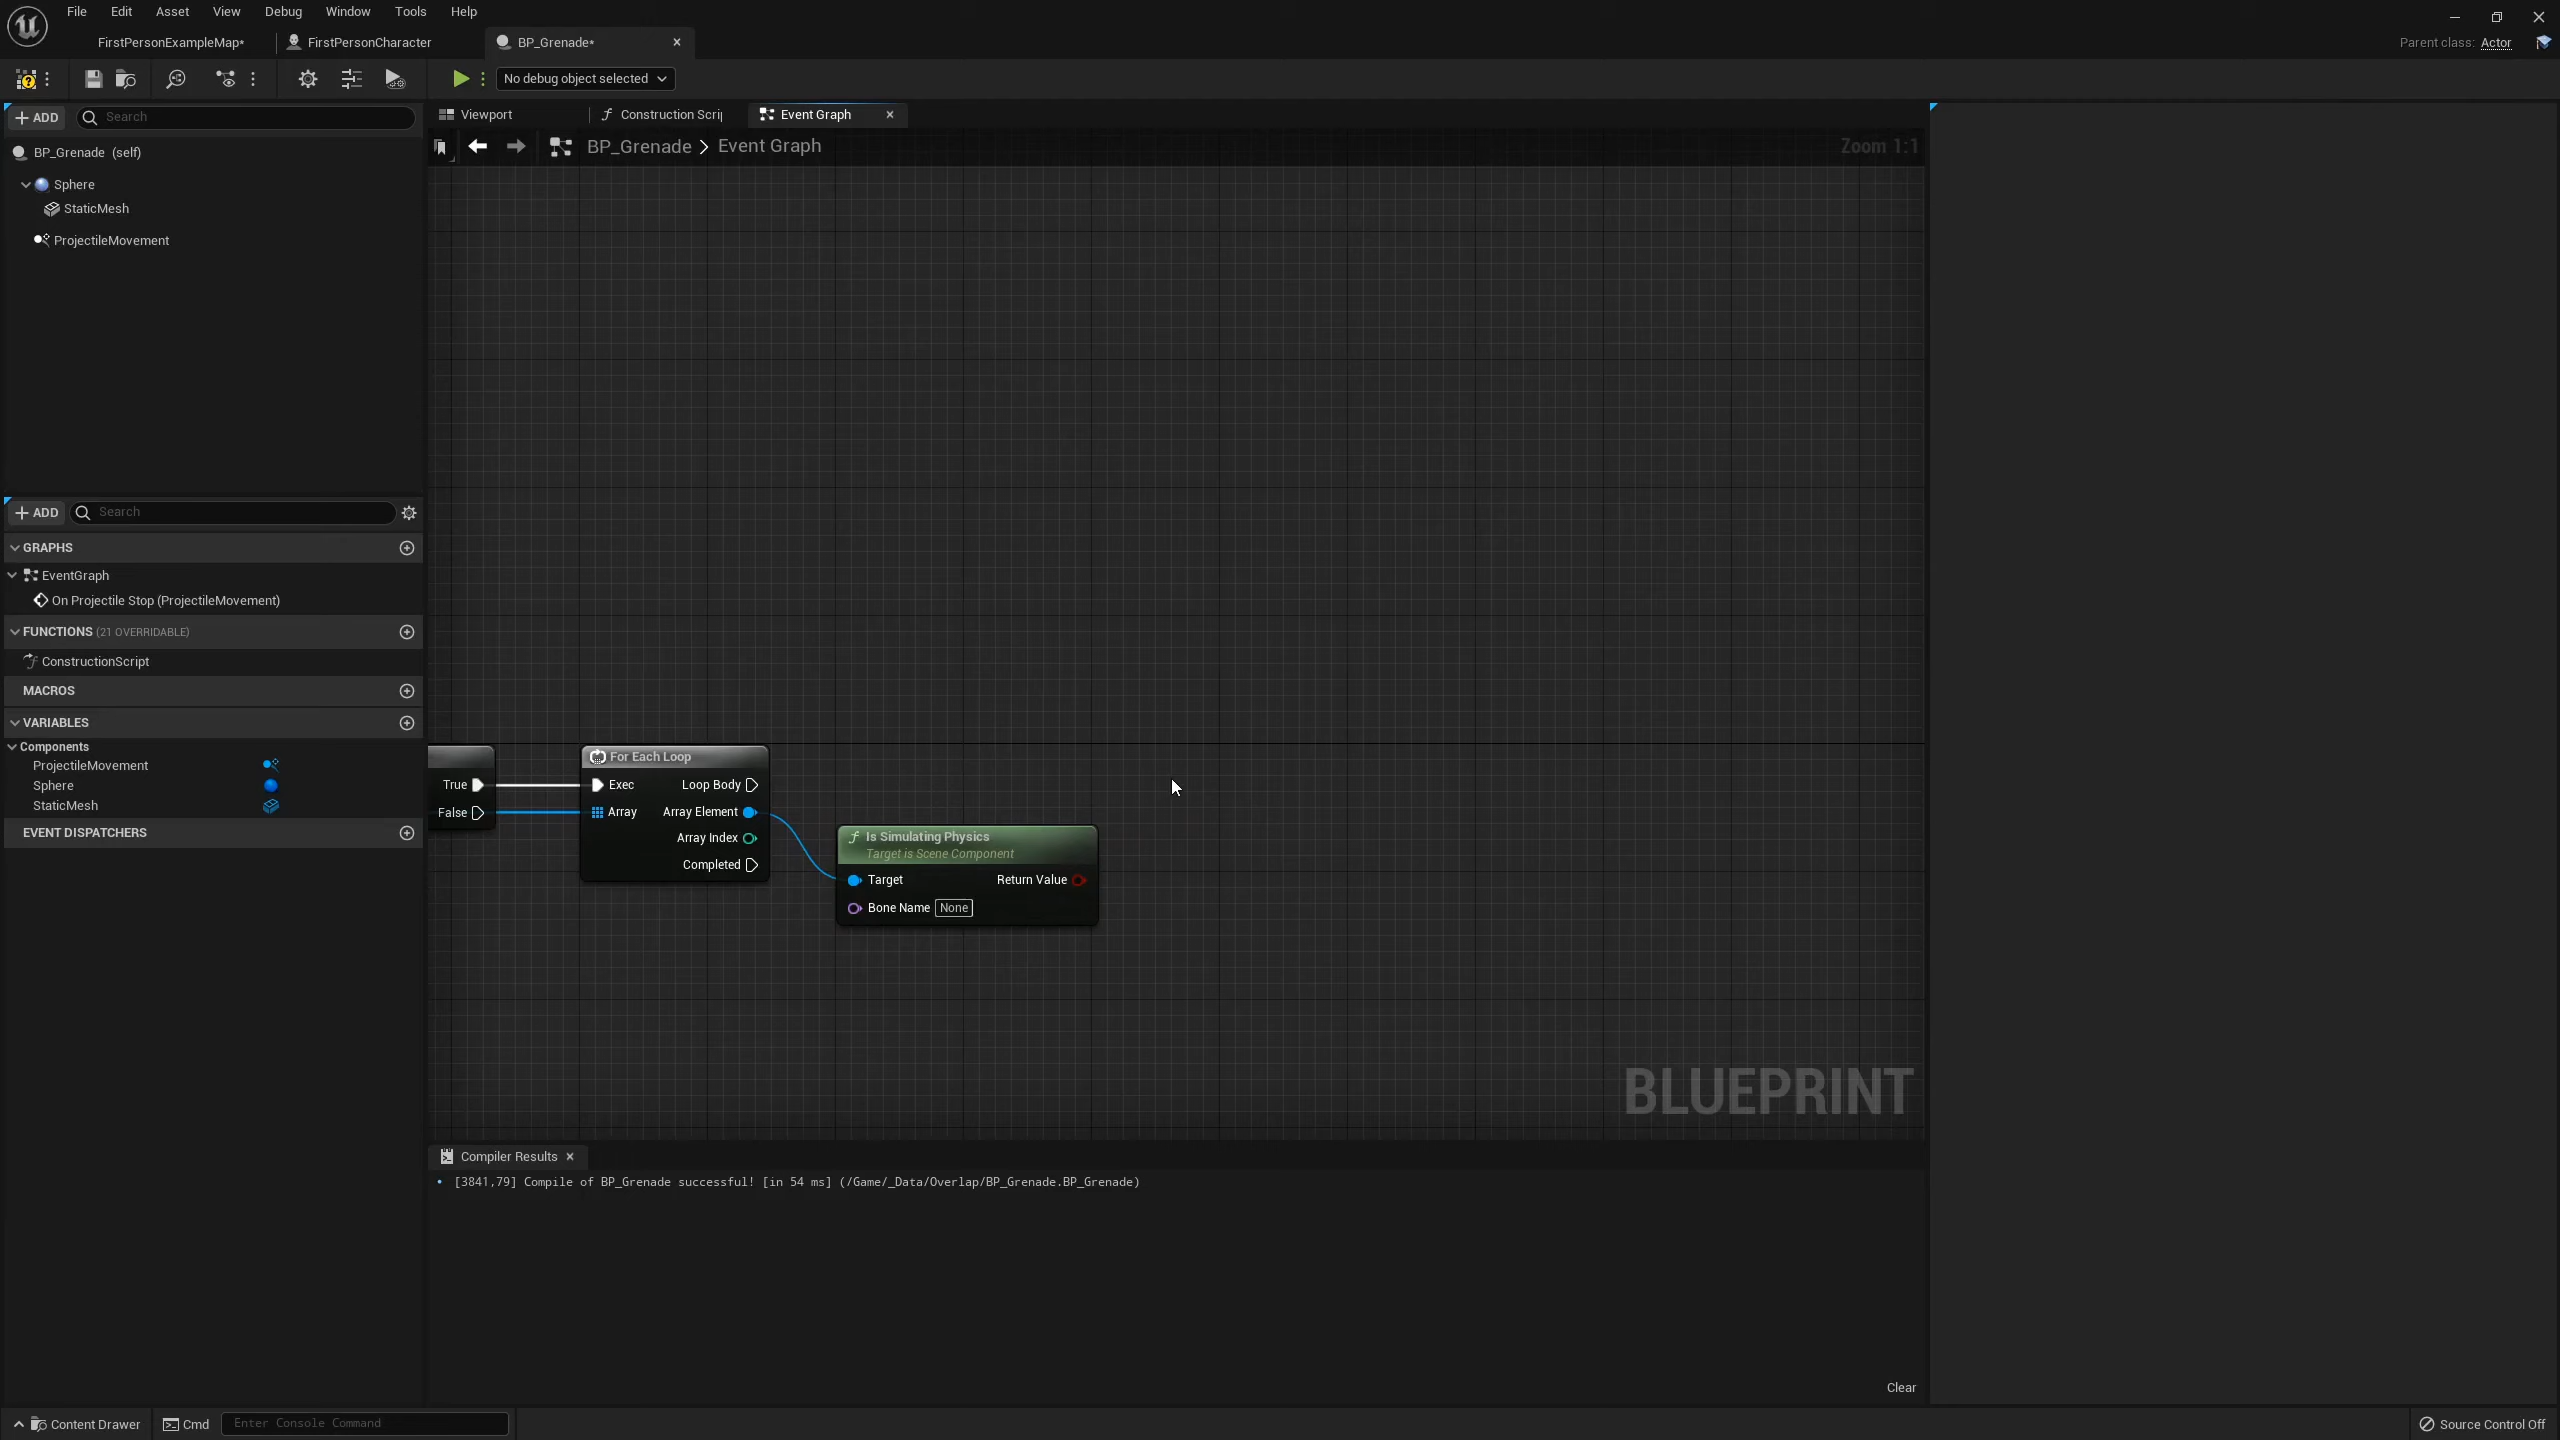 File Edit Asset View Debug Window Tools Help
FirstPersonExampleMap* FirstPersonCharacter BP_Grenade*
Parent class: Actor
No debug object selected
ADD Search
Viewport Construction Scrip Event Graph
BP_Grenade > Event Graph Zoom 1:1
BP_Grenade (self)
Sphere
StaticMesh
ProjectileMovement
ADD Search
GRAPHS
EventGraph
On Projectile Stop (ProjectileMovement)
FUNCTIONS (21 OVERRIDABLE)
ConstructionScript
MACROS
VARIABLES
Components
ProjectileMovement
Sphere
StaticMesh
EVENT DISPATCHERS
True
False
For Each Loop
Exec Loop Body
Array Array Element
Array Index
Completed
Is Simulating Physics
Target is Scene Component
Target Return Value
Bone Name None
BLUEPRINT
Compiler Results
[3841,79] Compile of BP_Grenade successful! [in 54 ms] (/Game/_Data/Overlap/BP_Grenade.BP_Grenade)
Clear
Content Drawer Cmd Enter Console Command Source Control Off